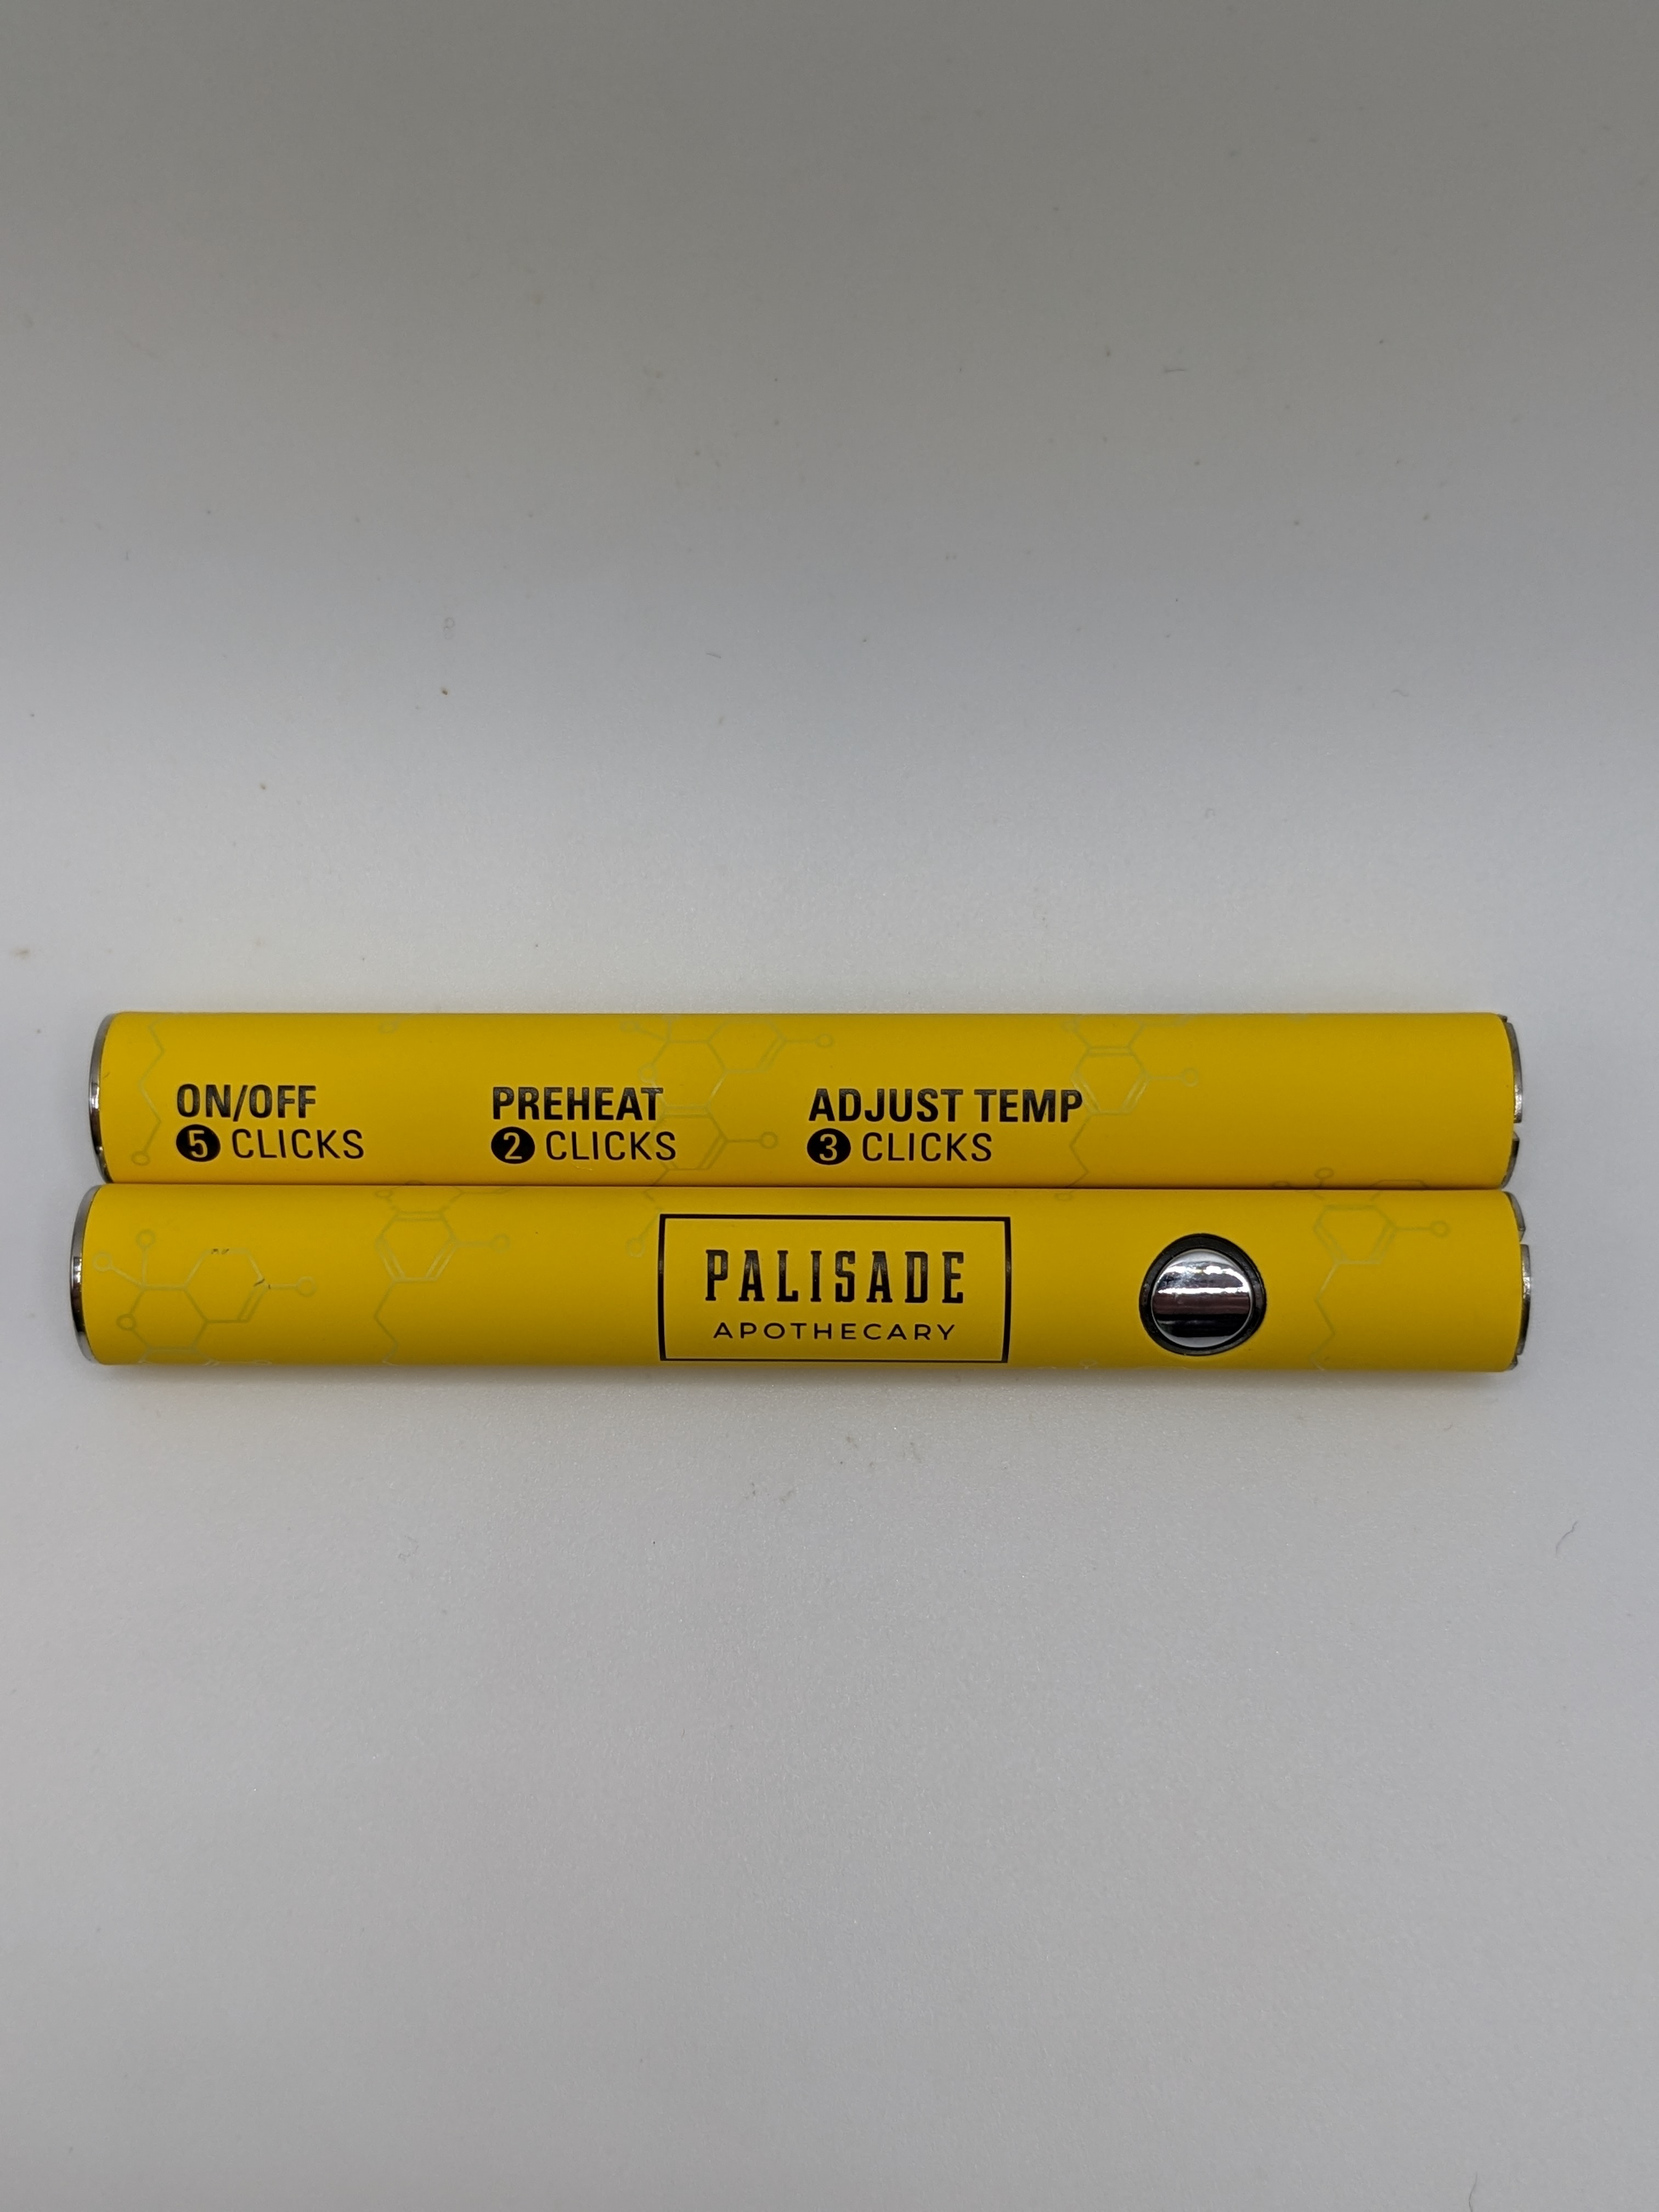 ON/OFF
5 CLICKS
PREHEAT
2 CLICKS
ADJUST TEMP
3 CLICKS
PALISADE
APOTHECARY